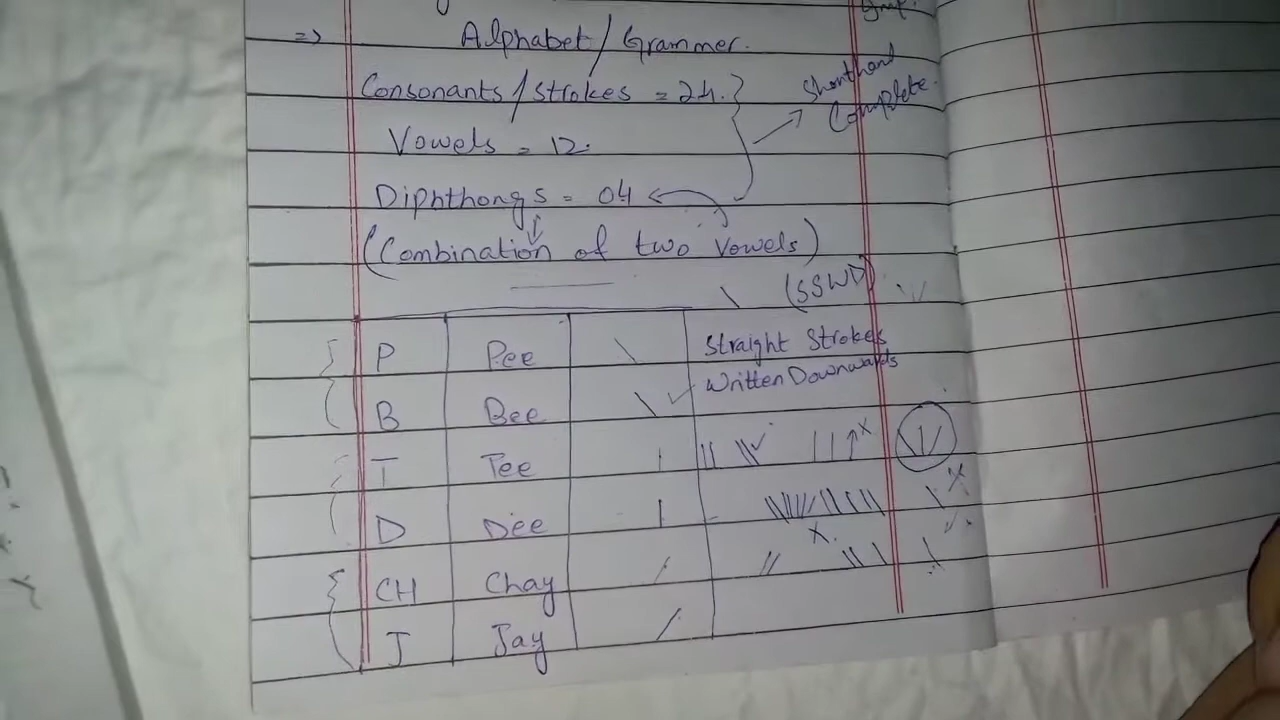 => Alphabet/Grammer.
Consonants/strokes = 24. }
Shorthand
Complete.
Vowels = 12.
Diphthongs = 04
(Combination of two vowels)
(SSWD)
P Pee \ Straight Strokes
Written Downwards
B Bee \
T Tee |
D Dee |
CH Chay /
J Jay /